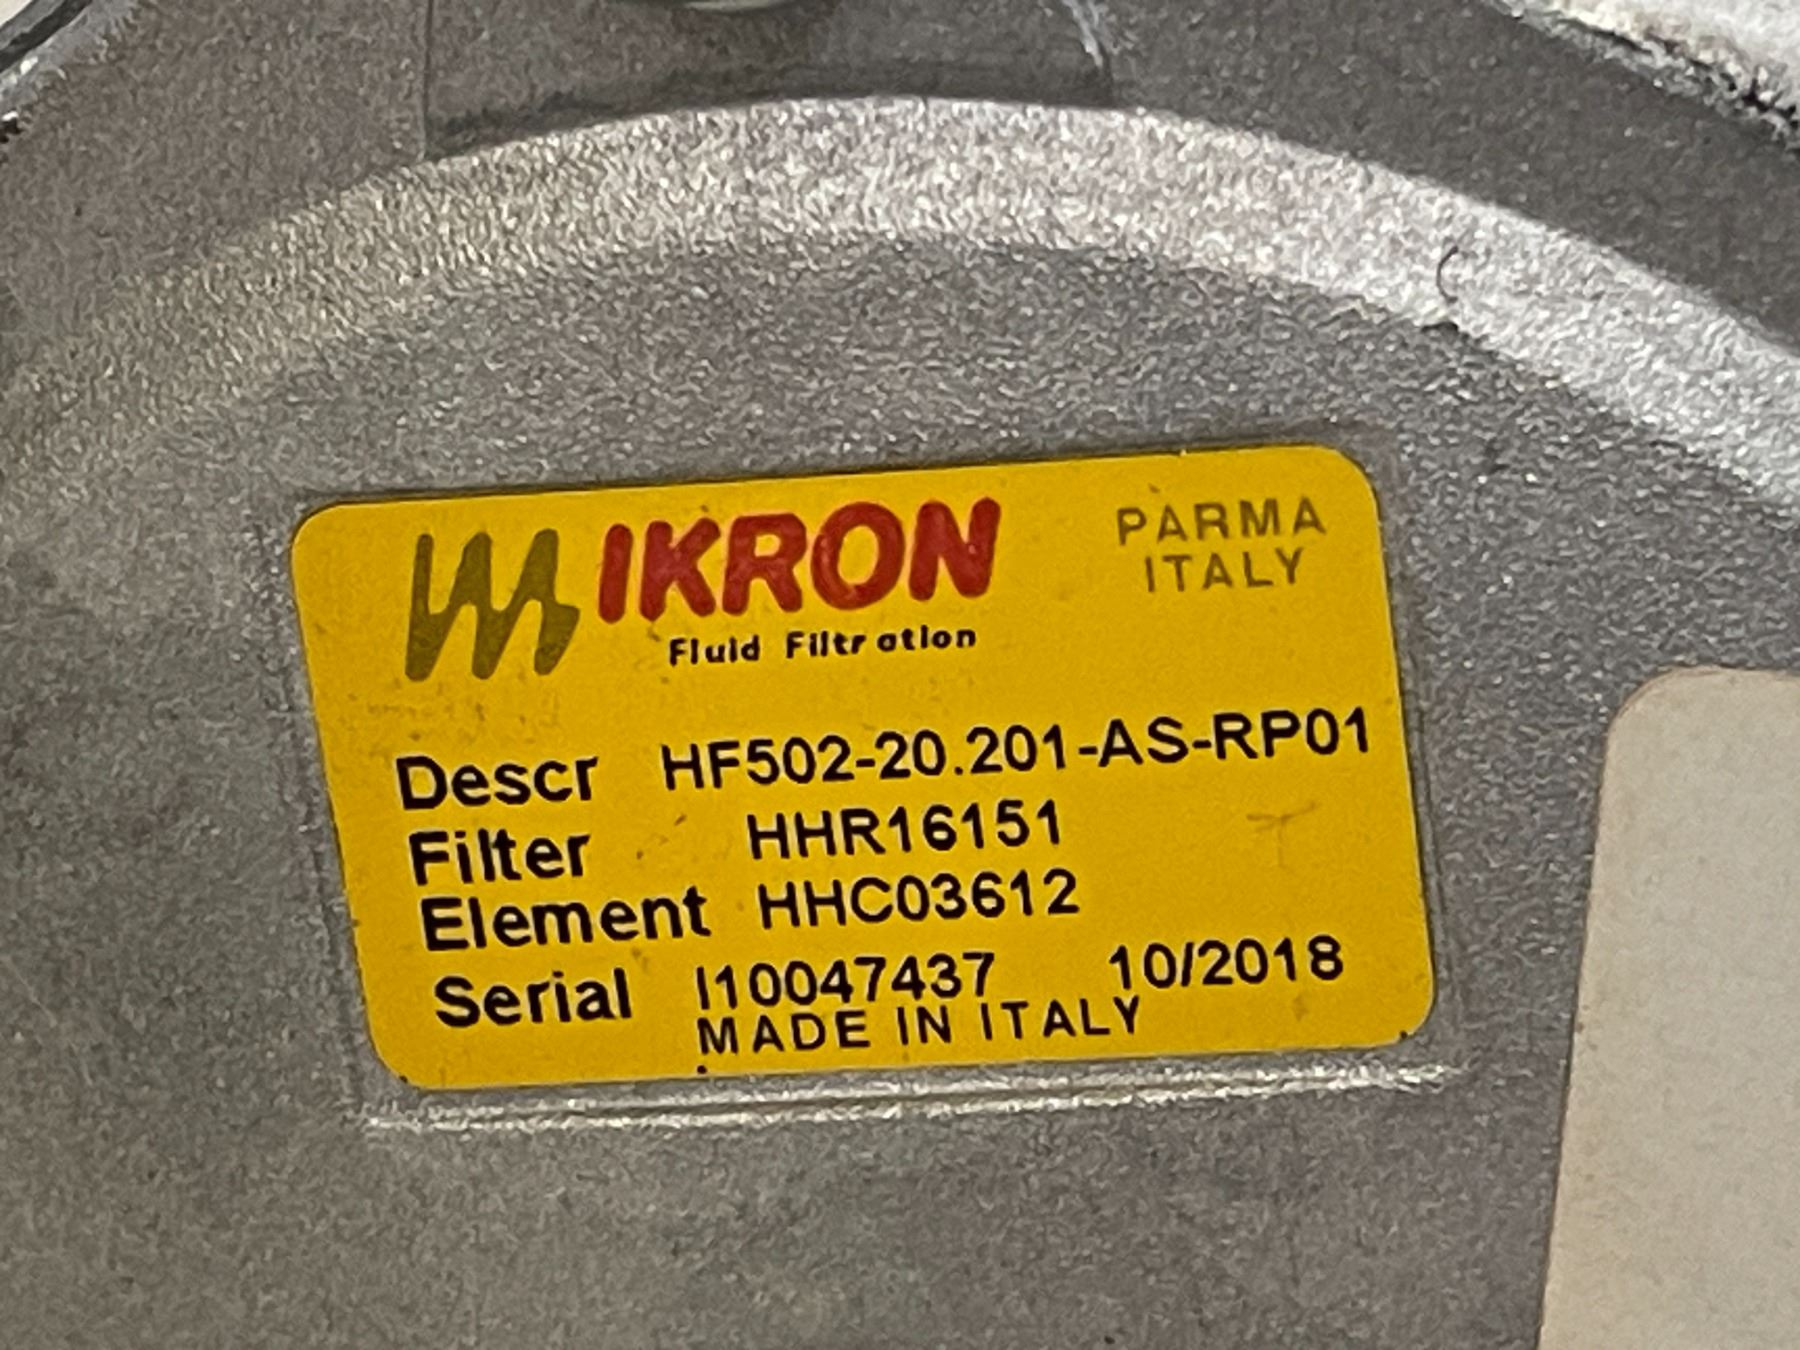 IKRON
Fluid Filtration
PARMA
ITALY
Descr HF502-20.201-AS-RP01
Filter HHR16151
Element HHC03612
Serial I10047437 10/2018
MADE IN ITALY